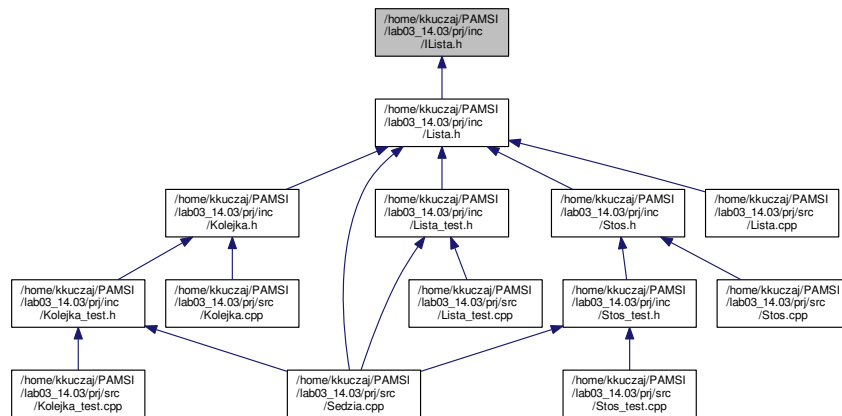 /home/kkuczaj/PAMSI
/lab03_14.03/prj/inc
/ILista.h
/home/kkuczaj/PAMSI
/lab03_14.03/prj/inc
/Lista.h
/home/kkuczaj/PAMSI
/lab03_14.03/prj/inc
/Kolejka.h
/home/kkuczaj/PAMSI
/lab03_14.03/prj/inc
/Lista_test.h
/home/kkuczaj/PAMSI
/lab03_14.03/prj/inc
/Stos.h
/home/kkuczaj/PAMSI
/lab03_14.03/prj/src
/Lista.cpp
/home/kkuczaj/PAMSI
/lab03_14.03/prj/inc
/Kolejka_test.h
/home/kkuczaj/PAMSI
/lab03_14.03/prj/src
/Kolejka.cpp
/home/kkuczaj/PAMSI
/lab03_14.03/prj/src
/Lista_test.cpp
/home/kkuczaj/PAMSI
/lab03_14.03/prj/inc
/Stos_test.h
/home/kkuczaj/PAMSI
/lab03_14.03/prj/src
/Stos.cpp
/home/kkuczaj/PAMSI
/lab03_14.03/prj/src
/Kolejka_test.cpp
/home/kkuczaj/PAMSI
/lab03_14.03/prj/src
/Sedzia.cpp
/home/kkuczaj/PAMSI
/lab03_14.03/prj/src
/Stos_test.cpp